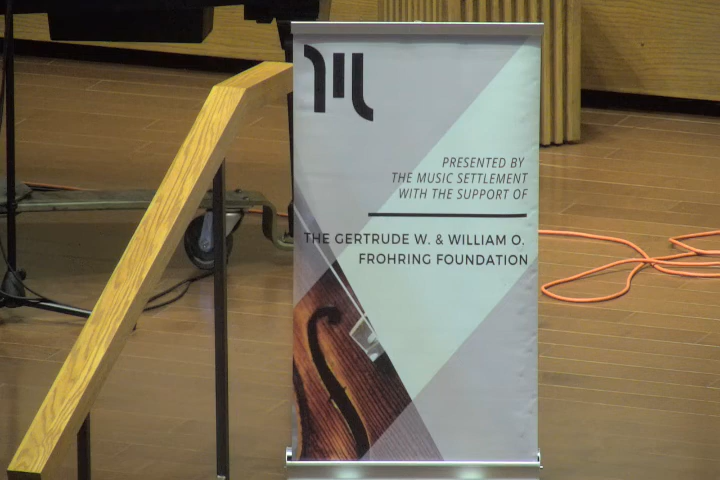 PRESENTED BY
THE MUSIC SETTLEMENT
WITH THE SUPPORT OF
THE GERTRUDE W. & WILLIAM O.
FROHRING FOUNDATION